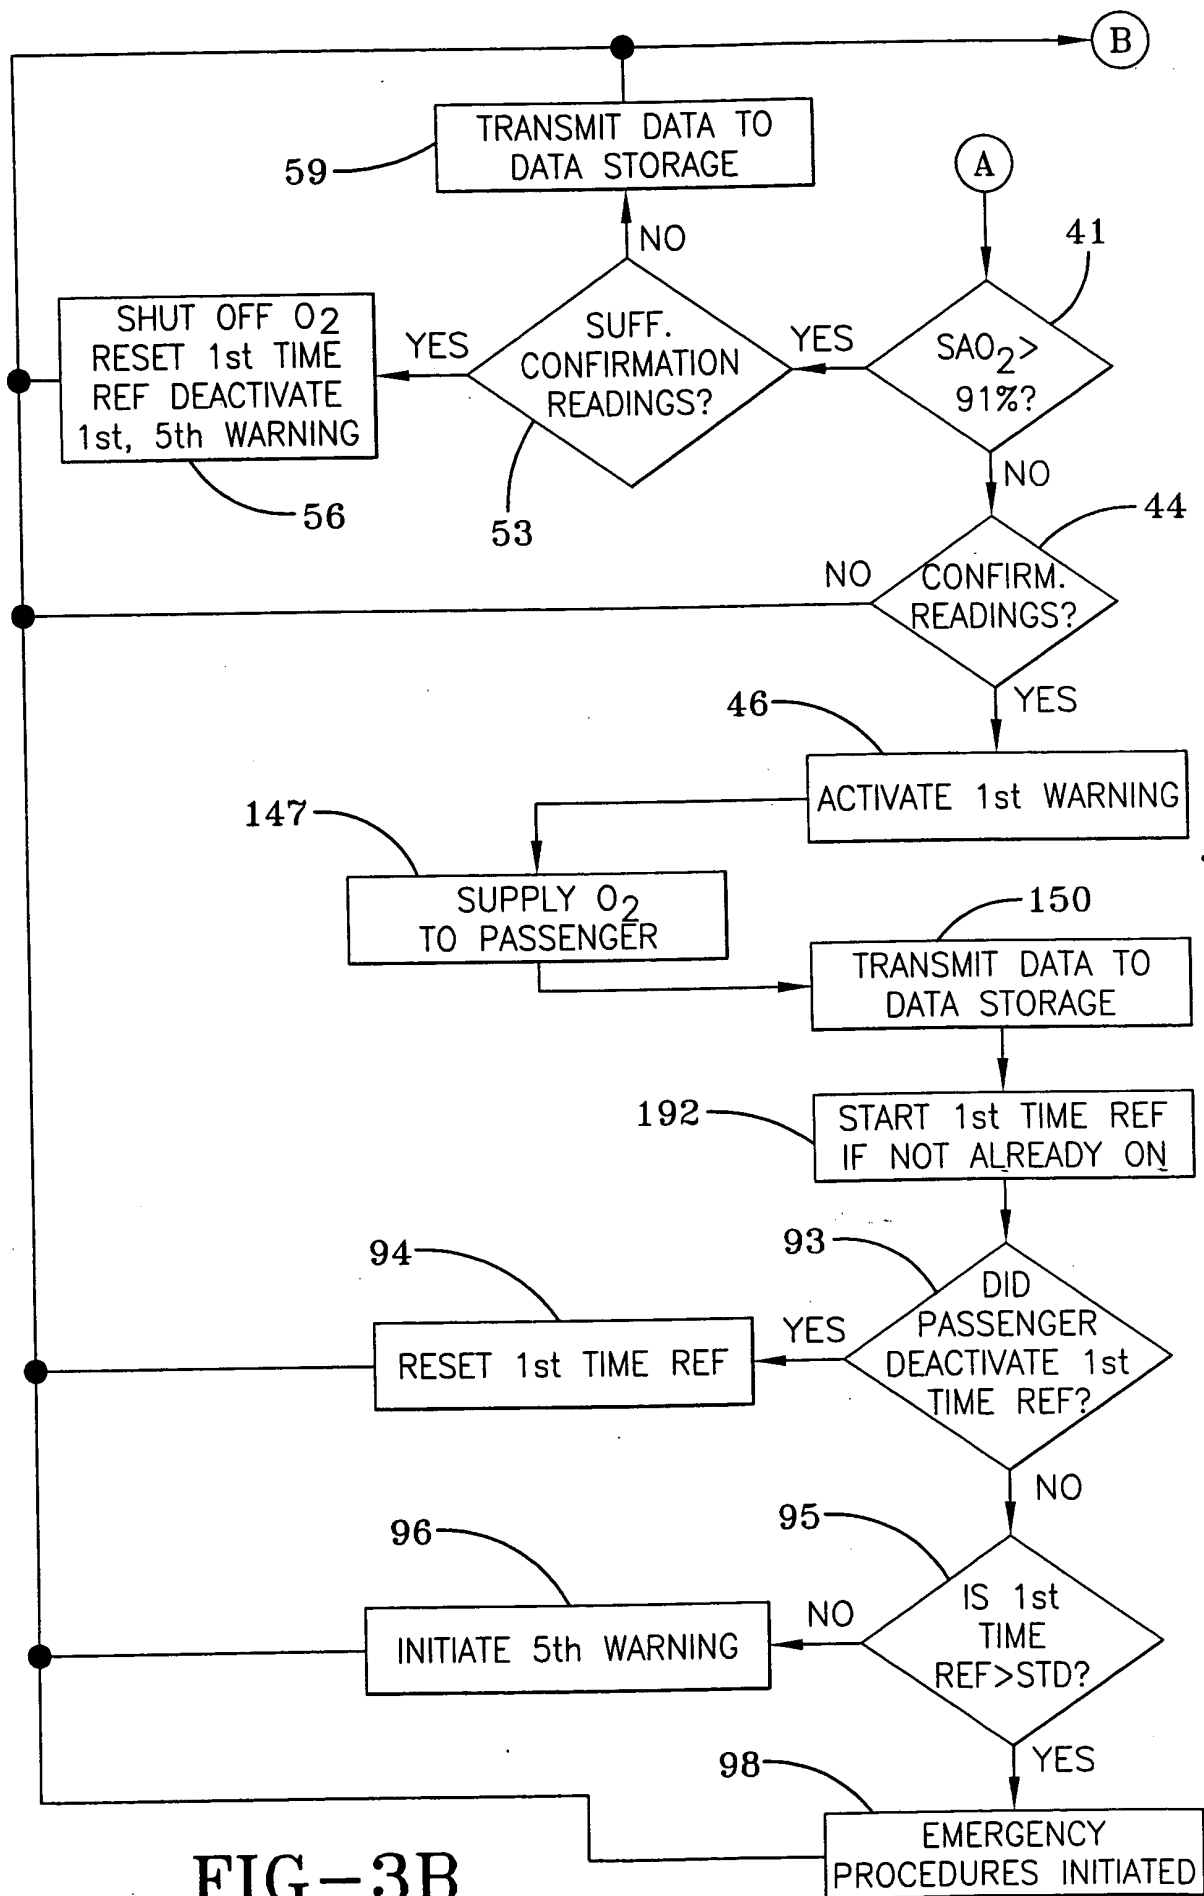 B
TRANSMIT DATA TO
DATA STORAGE
59
A
NO
41
SHUT OFF O2
RESET 1st TIME
REF DEACTIVATE
1st, 5th WARNING
YES
SUFF.
CONFIRMATION
READINGS?
YES
SAO2>
91%?
56
53
NO
44
NO
CONFIRM.
READINGS?
46
YES
ACTIVATE 1st WARNING
147
SUPPLY O2
TO PASSENGER
150
TRANSMIT DATA TO
DATA STORAGE
192
START 1st TIME REF
IF NOT ALREADY ON
94
93
RESET 1st TIME REF
YES
DID
PASSENGER
DEACTIVATE 1st
TIME REF?
NO
96
95
INITIATE 5th WARNING
NO
IS 1st
TIME
REF>STD?
98
YES
EMERGENCY
PROCEDURES INITIATED
FIG-3B